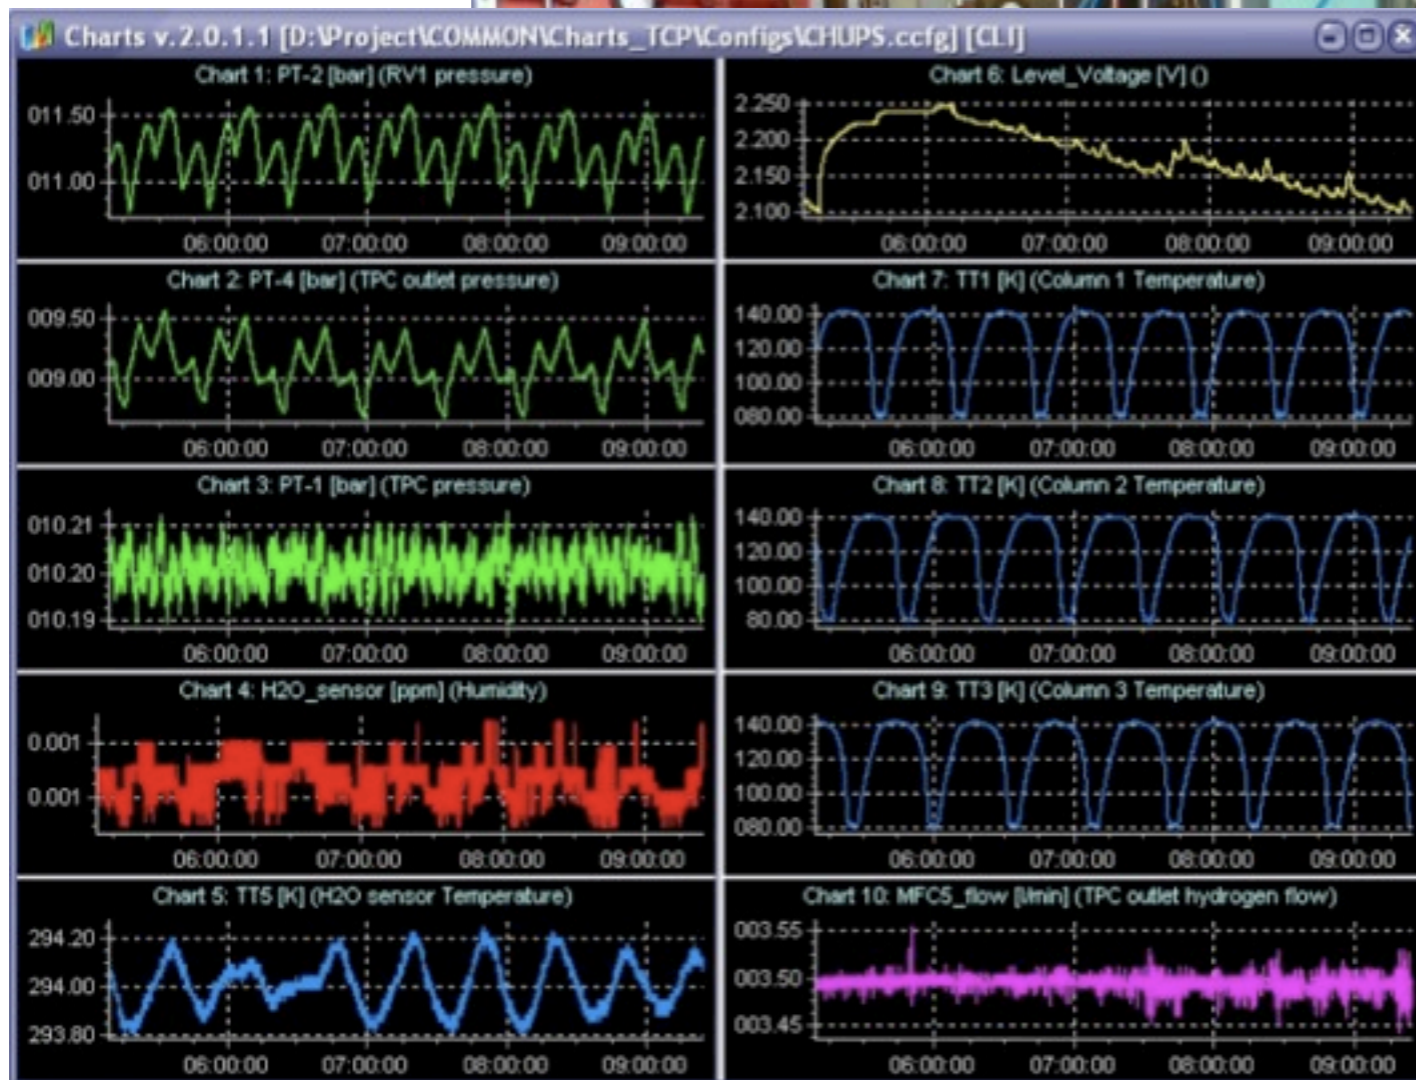 Charts v.2.0.1.1 [D:\Project\COMMON\Charts_TCP\Configs\CHUPS.ccfg] [CLI]
Chart 1: PT-2 [bar] (RV1 pressure)
011.50
011.00
06:00:00 07:00:00 08:00:00 09:00:00
Chart 2: PT-4 [bar] (TPC outlet pressure)
009.50
009.00
06:00:00 07:00:00 08:00:00 09:00:00
Chart 3: PT-1 [bar] (TPC pressure)
010.21
010.20
010.19
06:00:00 07:00:00 08:00:00 09:00:00
Chart 4: H2O_sensor [ppm] (Humidity)
0.001
0.001
06:00:00 07:00:00 08:00:00 09:00:00
Chart 5: TT5 [K] (H2O sensor Temperature)
294.20
294.00
293.80
06:00:00 07:00:00 08:00:00 09:00:00
Chart 6: Level_Voltage [V] ()
2.250
2.200
2.150
2.100
06:00:00 07:00:00 08:00:00 09:00:00
Chart 7: TT1 [K] (Column 1 Temperature)
140.00
120.00
100.00
080.00
06:00:00 07:00:00 08:00:00 09:00:00
Chart 8: TT2 [K] (Column 2 Temperature)
140.00
120.00
100.00
80.00
06:00:00 07:00:00 08:00:00 09:00:00
Chart 9: TT3 [K] (Column 3 Temperature)
140.00
120.00
100.00
080.00
06:00:00 07:00:00 08:00:00 09:00:00
Chart 10: MFC5_flow [l/min] (TPC outlet hydrogen flow)
003.55
003.50
003.45
06:00:00 07:00:00 08:00:00 09:00:00